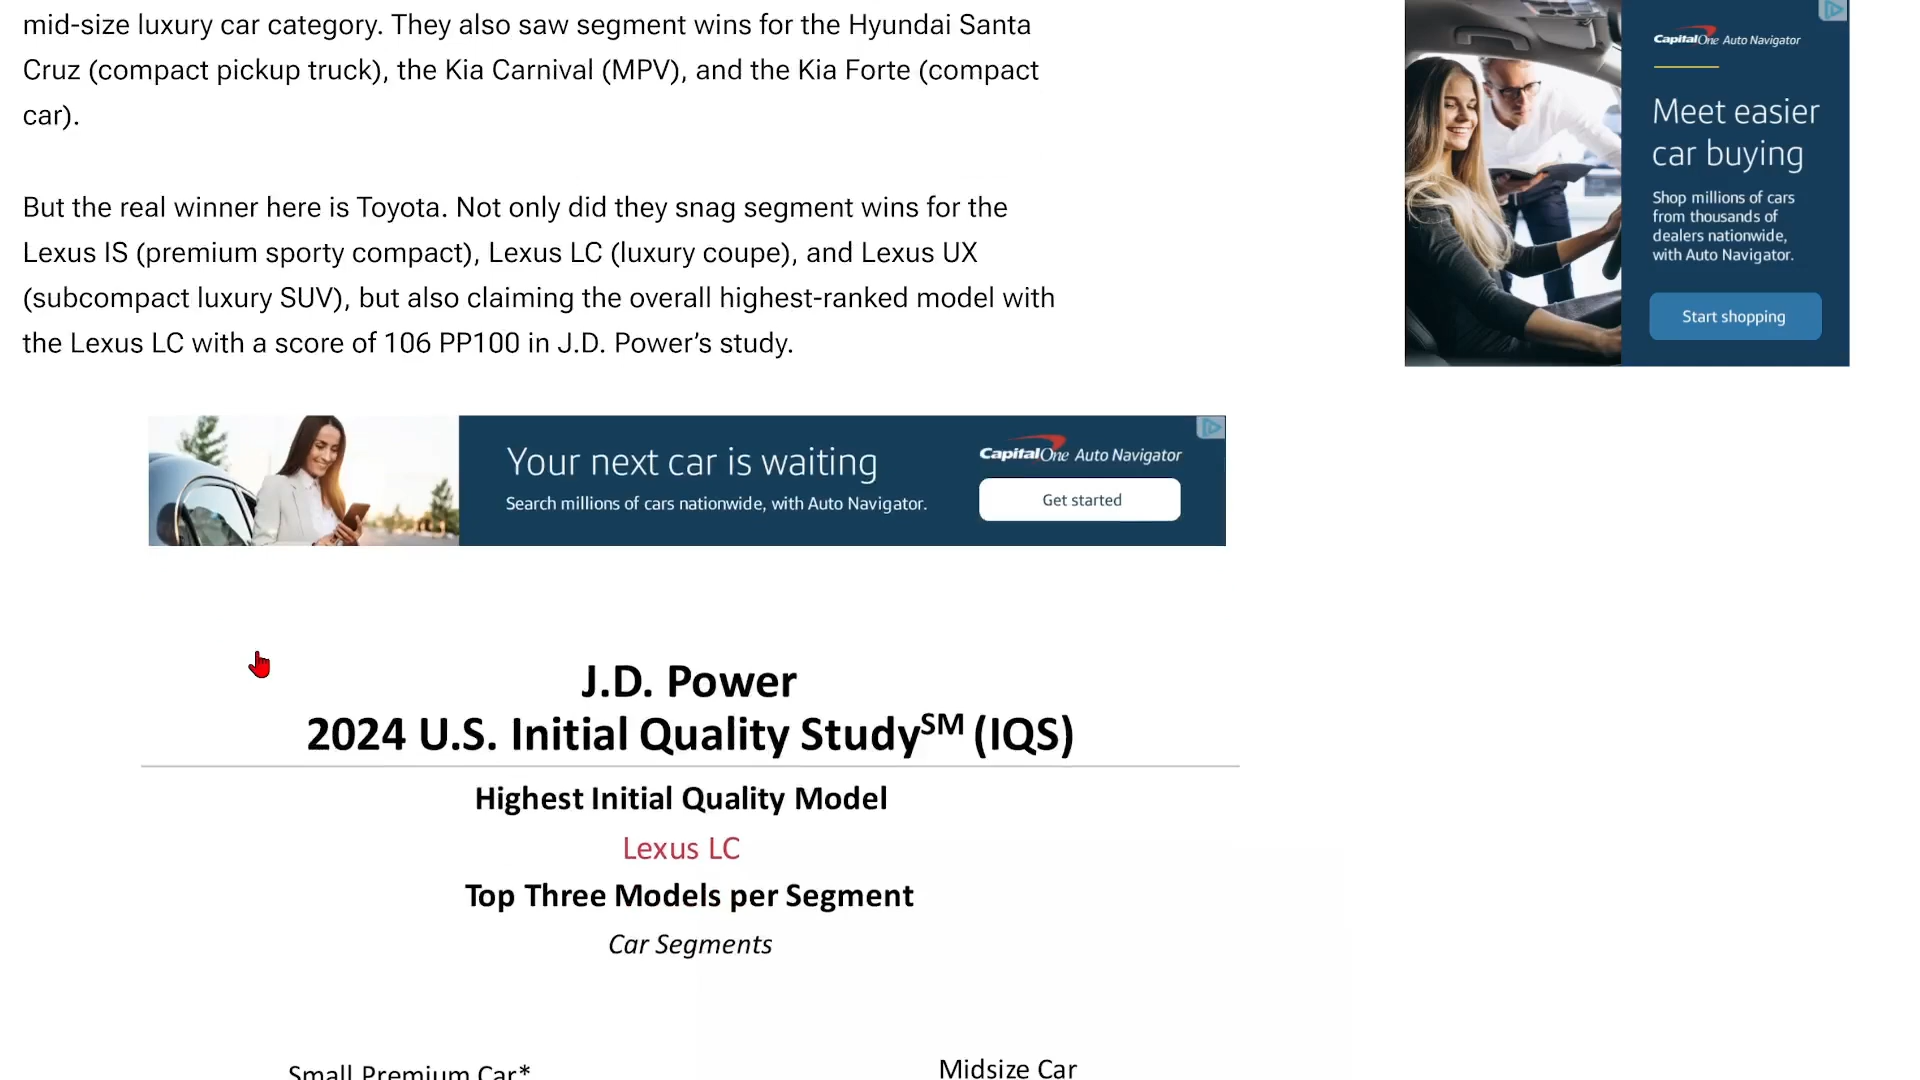 mid-size luxury car category. They also saw segment wins for the Hyundai Santa
Cruz (compact pickup truck), the Kia Carnival (MPV), and the Kia Forte (compact
car).
But the real winner here is Toyota. Not only did they snag segment wins for the
Lexus IS (premium sporty compact), Lexus LC (luxury coupe), and Lexus UX
(subcompact luxury SUV), but also claiming the overall highest-ranked model with
the Lexus LC with a score of 106 PP100 in J.D. Power’s study.
CapitalOne Auto Navigator
Meet easier
car buying
Shop millions of cars
from thousands of
dealers nationwide,
with Auto Navigator.
Start shopping
Your next car is waiting
Search millions of cars nationwide, with Auto Navigator.
CapitalOne Auto Navigator
Get started
J.D. Power
2024 U.S. Initial Quality StudySM (IQS)
Highest Initial Quality Model
Lexus LC
Top Three Models per Segment
Car Segments
Small Premium Car*
Midsize Car